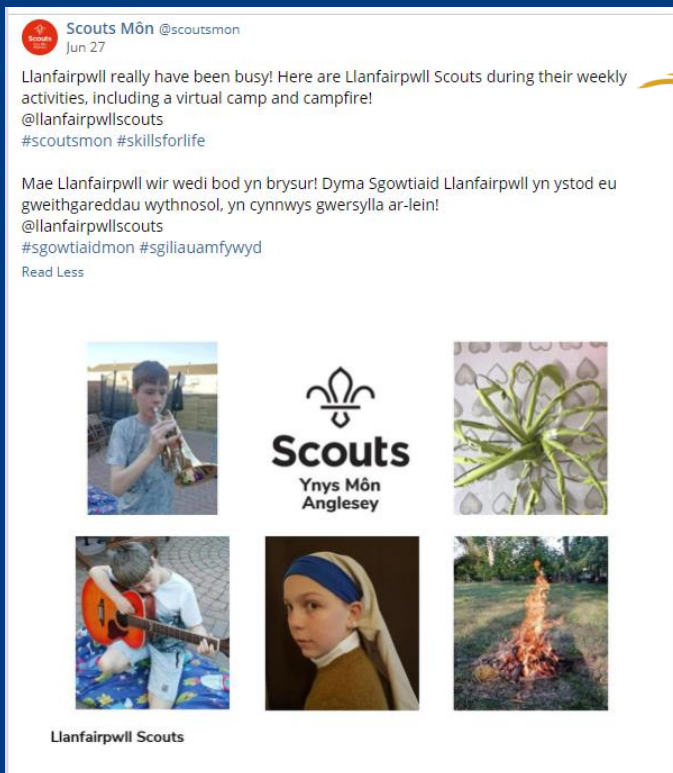 Scouts Môn @scoutsmon
Jun 27
Llanfairpwll really have been busy! Here are Llanfairpwll Scouts during their weekly
activities, including a virtual camp and campfire!
@llanfairpwllscouts
#scoutsmon #skillsforlife
Mae Llanfairpwll wir wedi bod yn brysur! Dyma Sgowtiaid Llanfairpwll yn ystod eu
gweithgareddau wythnosol, yn cynnwys gwersylla ar-lein!
@llanfairpwllscouts
#sgowtiaidmon #sgiliauamfywyd
Read Less
Scouts
Ynys Môn
Anglesey
Llanfairpwll Scouts